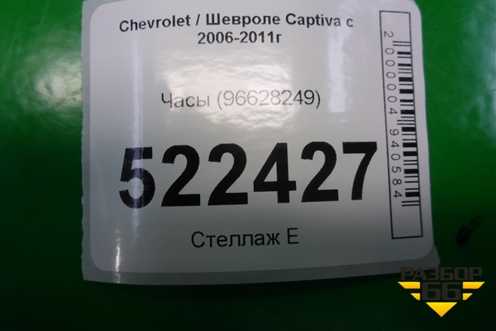 Chevrolet / Шевроле Captiva с
2006-2011г
Часы (96628249)
522427
Стеллаж Е
2000004940584
РАЗБОР
66